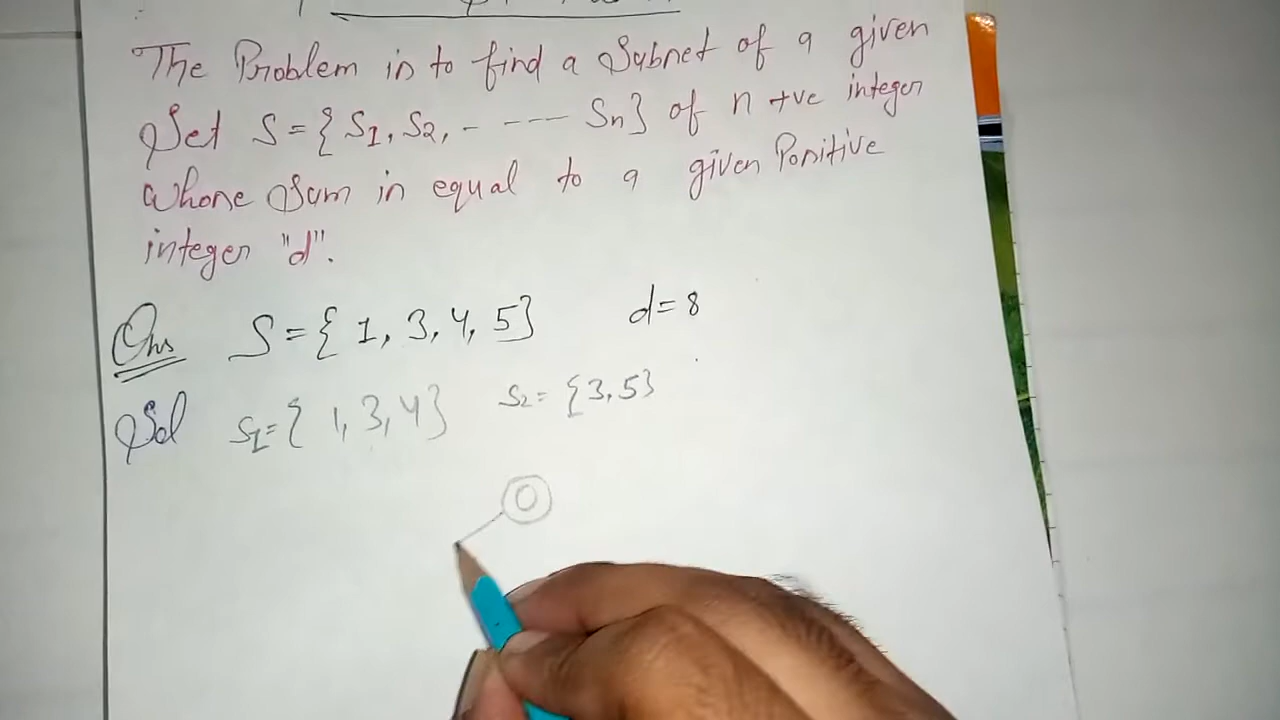 The Problem is to find a Subset of a given
Set S = { S1, S2, - ---- Sn} of n +ve integer
whose Sum is equal to a given Positive
integer "d".
Qns S = { 1, 3, 4, 5} d = 8
Sol S1 = { 1, 3, 4} S2 = {3, 5}
0